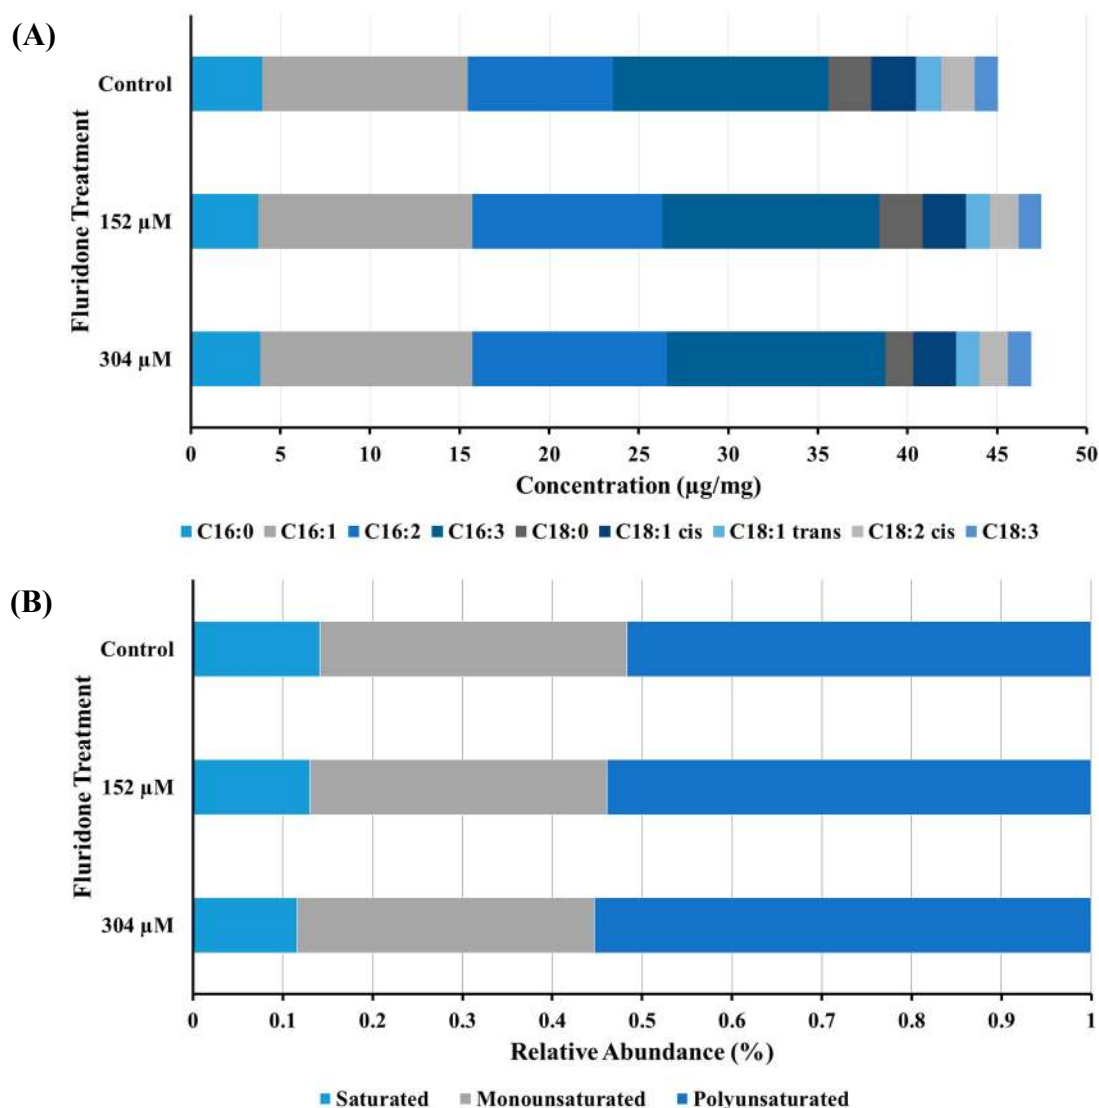 (A)
Fluridone Treatment
Control
152 µM
304 µM
0 5 10 15 20 25 30 35 40 45 50
Concentration (µg/mg)
C16:0 C16:1 C16:2 C16:3 C18:0 C18:1 cis C18:1 trans C18:2 cis C18:3
(B)
Fluridone Treatment
Control
152 µM
304 µM
0 0.1 0.2 0.3 0.4 0.5 0.6 0.7 0.8 0.9 1
Relative Abundance (%)
Saturated Monounsaturated Polyunsaturated